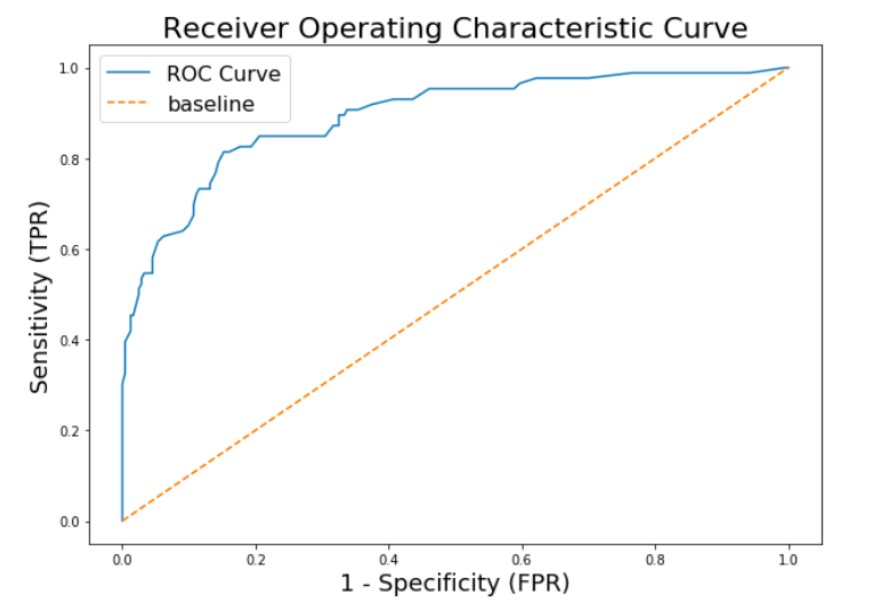 Receiver Operating Characteristic Curve
ROC Curve
baseline
1.0
0.8
0.6
0.4
0.2
0.0
Sensitivity (TPR)
0.0 0.2 0.4 0.6 0.8 1.0
1 - Specificity (FPR)